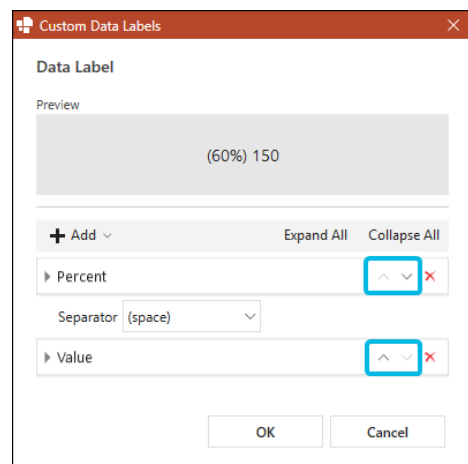 Custom Data Labels
Data Label
Preview
(60%) 150
Add Expand All Collapse All
Percent
Separator (space)
Value
OK Cancel